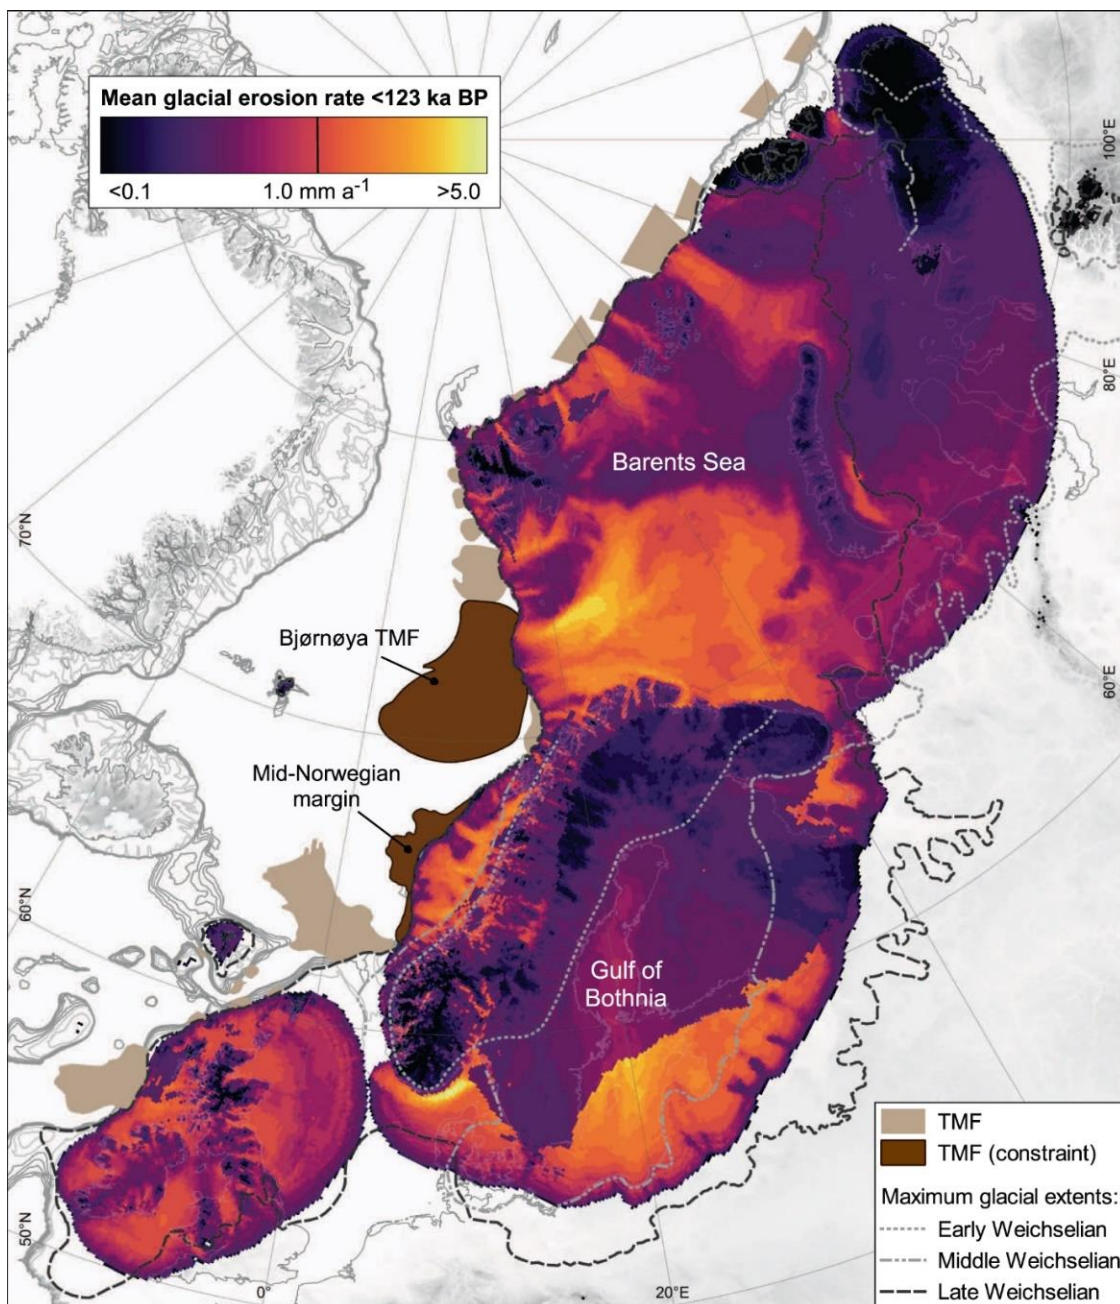 Mean glacial erosion rate <123 ka BP
<0.1 1.0 mm a⁻¹ >5.0
100°E
80°E
Barents Sea
70°N
Bjørnøya TMF
60°E
Mid-Norwegian
margin
60°N
Gulf of
Bothnia
50°N
0°
20°E
TMF
TMF (constraint)
Maximum glacial extents:
Early Weichselian
Middle Weichselian
Late Weichselian